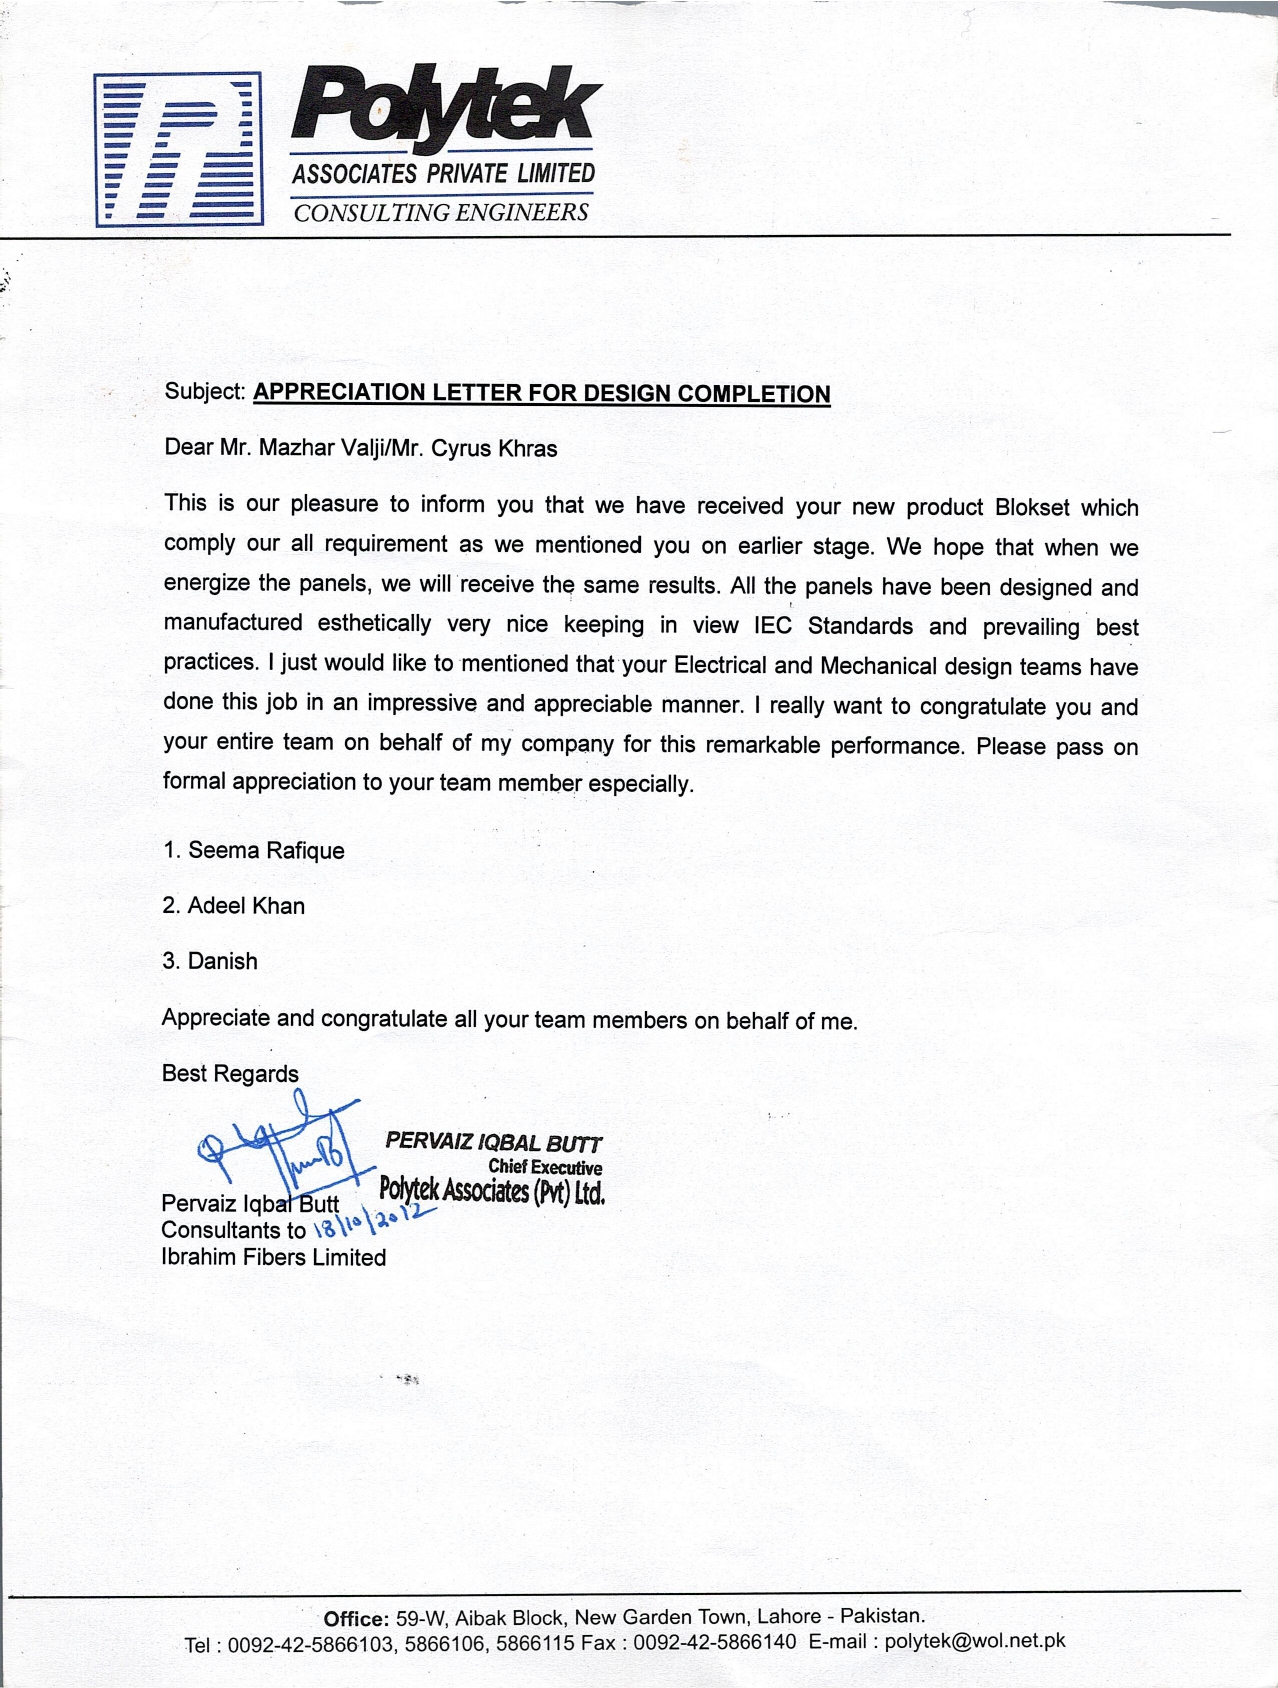 Polytek
ASSOCIATES PRIVATE LIMITED
CONSULTING ENGINEERS
Subject: APPRECIATION LETTER FOR DESIGN COMPLETION
Dear Mr. Mazhar Valji/Mr. Cyrus Khras
This is our pleasure to inform you that we have received your new product Blokset which
comply our all requirement as we mentioned you on earlier stage. We hope that when we
energize the panels, we will receive the same results. All the panels have been designed and
manufactured esthetically very nice keeping in view IEC Standards and prevailing best
practices. I just would like to mentioned that your Electrical and Mechanical design teams have
done this job in an impressive and appreciable manner. I really want to congratulate you and
your entire team on behalf of my company for this remarkable performance. Please pass on
formal appreciation to your team member especially.
1. Seema Rafique
2. Adeel Khan
3. Danish
Appreciate and congratulate all your team members on behalf of me.
Best Regards
PERVAIZ IQBAL BUTT
Chief Executive
Polytek Associates (Pvt) Ltd.
Pervaiz Iqbal Butt
Consultants to 18/10/2012
Ibrahim Fibers Limited
Office: 59-W, Aibak Block, New Garden Town, Lahore - Pakistan.
Tel : 0092-42-5866103, 5866106, 5866115 Fax : 0092-42-5866140 E-mail : polytek@wol.net.pk